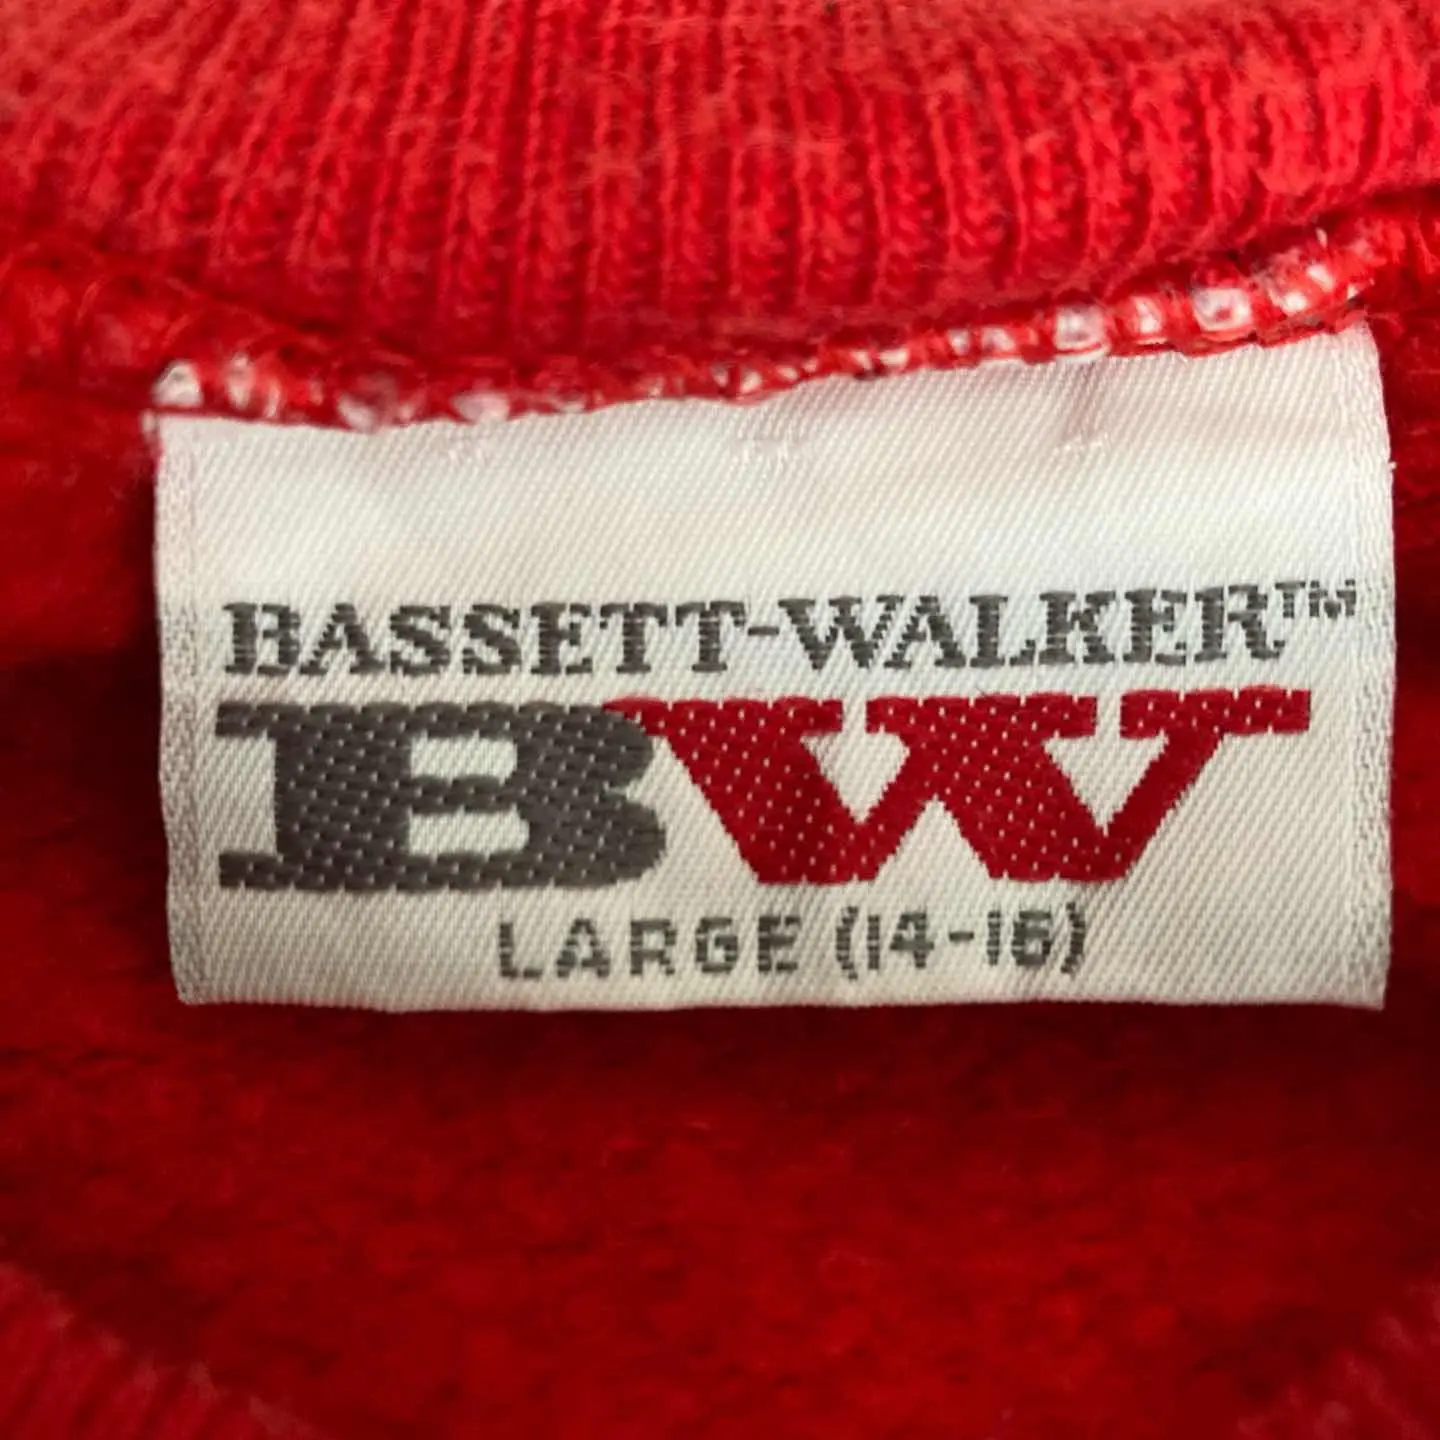 BASSETT-WALKER™
BW
LARGE (14-16)